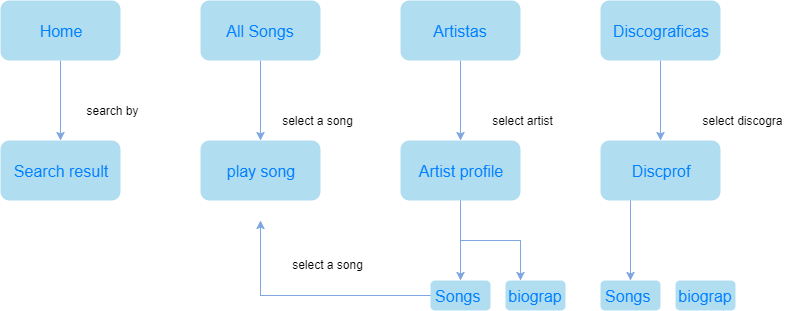 Home
All Songs
Artistas
Discograficas
search by
select a song
select artist
select discogra
Search result
play song
Artist profile
Discprof
select a song
Songs
biograp
Songs
biograp